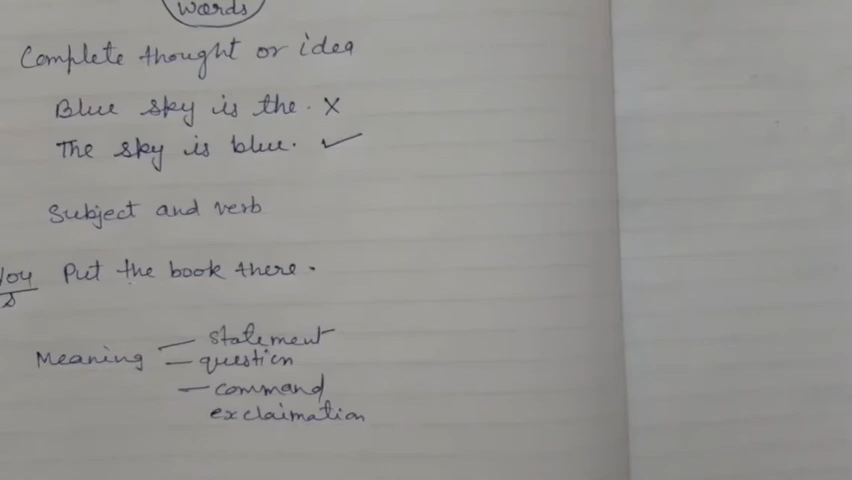 words
Complete thought or idea
Blue sky is the. X
The sky is blue. ✓
Subject and verb
You Put the book there.
S
Meaning — statement
— question
— command
exclaimation